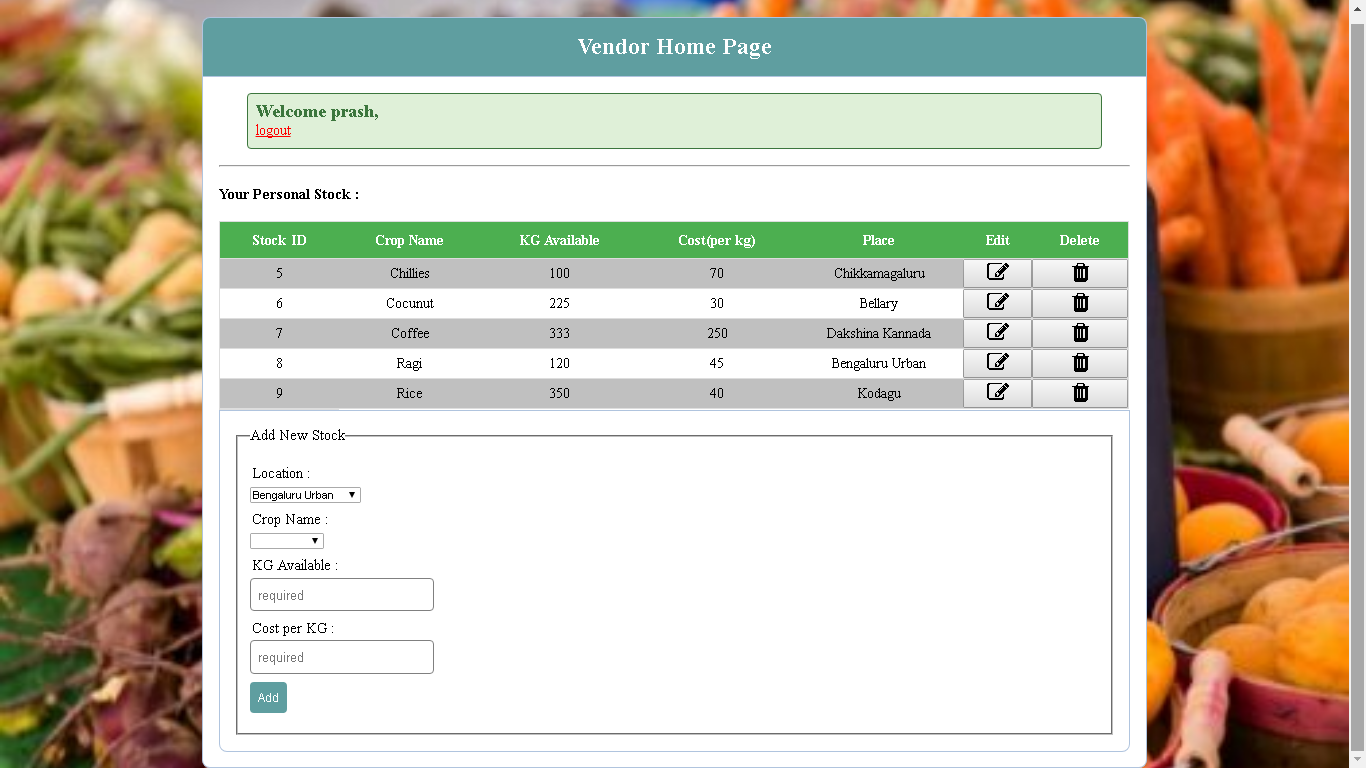 Vendor Home Page
Welcome prash,
logout
Your Personal Stock :
Stock ID Crop Name KG Available Cost(per kg) Place Edit Delete
5 Chillies 100 70 Chikkamagaluru
6 Cocunut 225 30 Bellary
7 Coffee 333 250 Dakshina Kannada
8 Ragi 120 45 Bengaluru Urban
9 Rice 350 40 Kodagu
Add New Stock
Location :
Bengaluru Urban
Crop Name :
KG Available :
required
Cost per KG :
required
Add